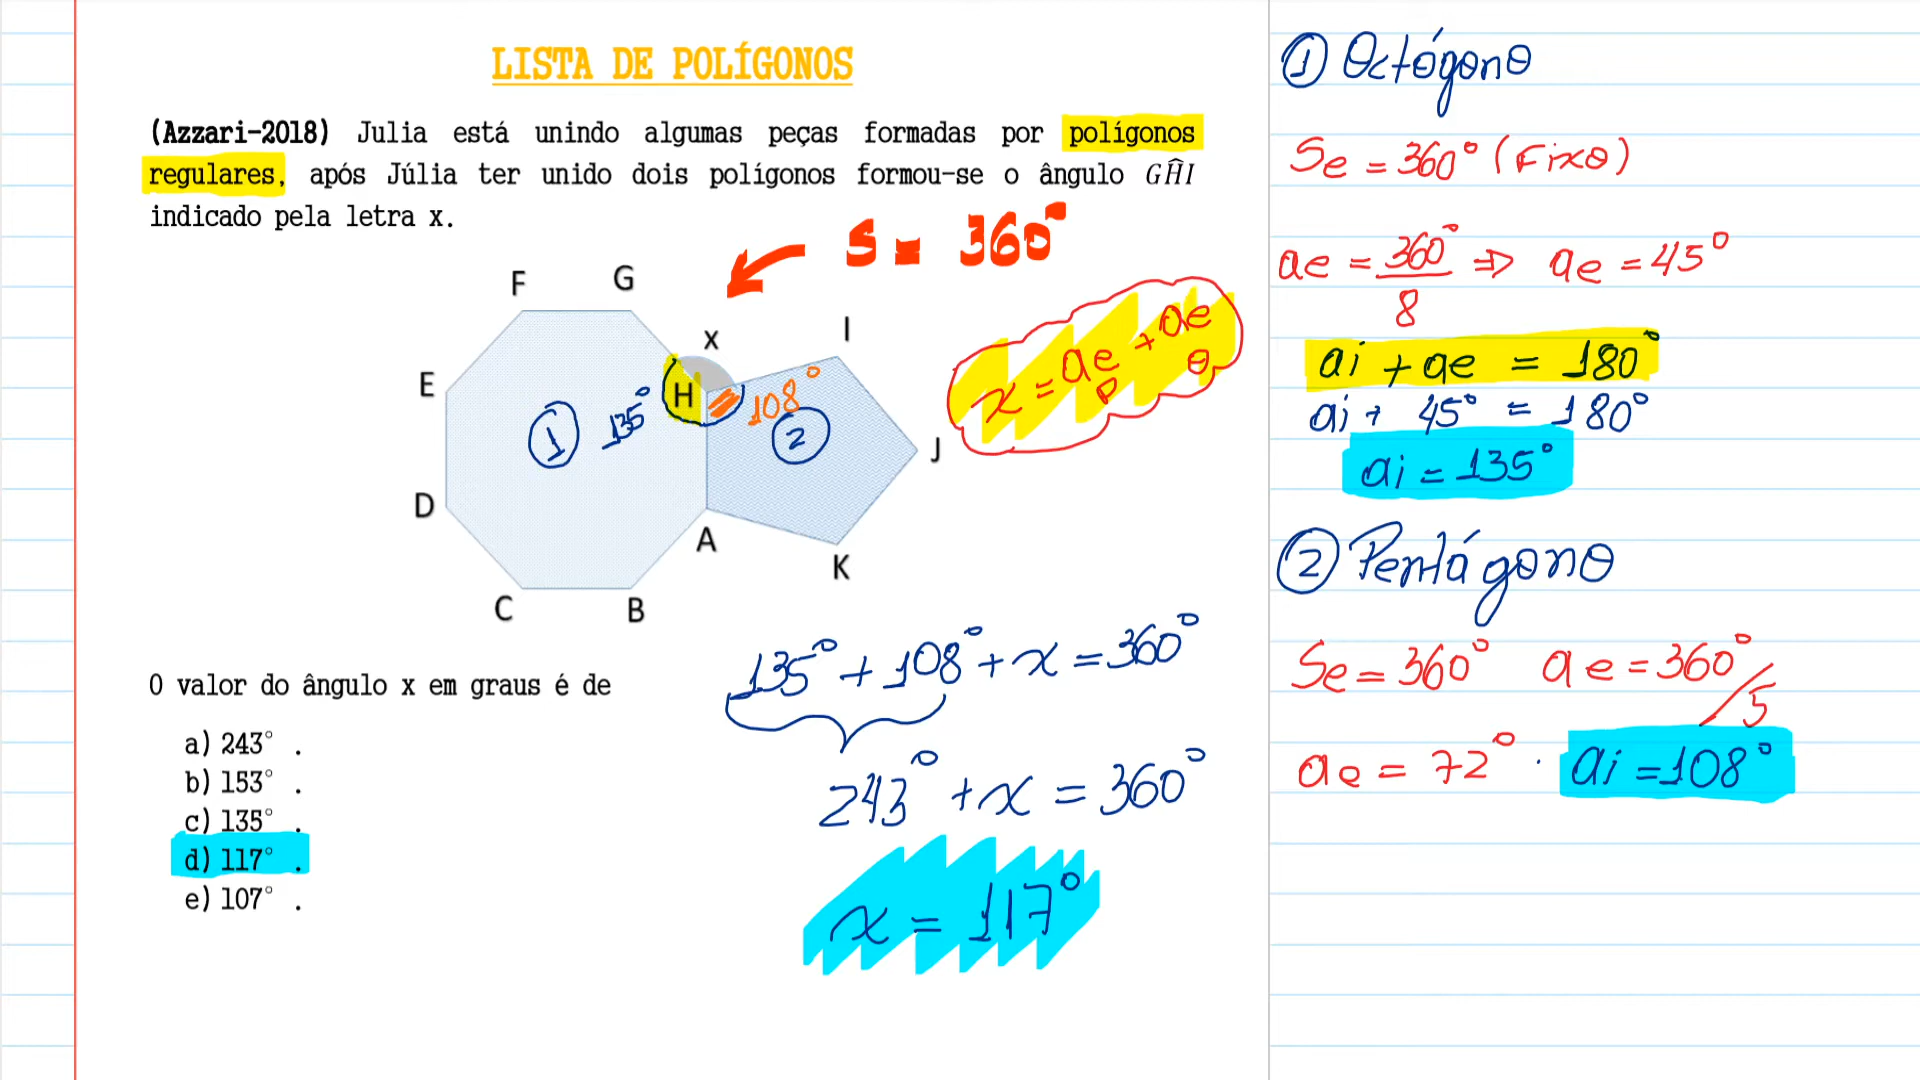 LISTA DE POLÍGONOS
(Azzari-2018) Julia está unindo algumas peças formadas por polígonos
regulares, após Júlia ter unido dois polígonos formou-se o ângulo GĤI
indicado pela letra x.
S = 360°
F G
x I
E H
135° 108°
1 2
J
D
A
K
C B
x = ae P + ae O
135° + 108° + x = 360°
243° + x = 360°
x = 117°
O valor do ângulo x em graus é de
a) 243° .
b) 153° .
c) 135° .
d) 117° .
e) 107° .
1 Octógono
Se = 360° (Fixo)
ae = 360°/8 ⇒ ae = 45°
ai + ae = 180°
ai + 45° = 180°
ai = 135°
2 Pentágono
Se = 360° ae = 360°/5
ae = 72° . ai = 108°